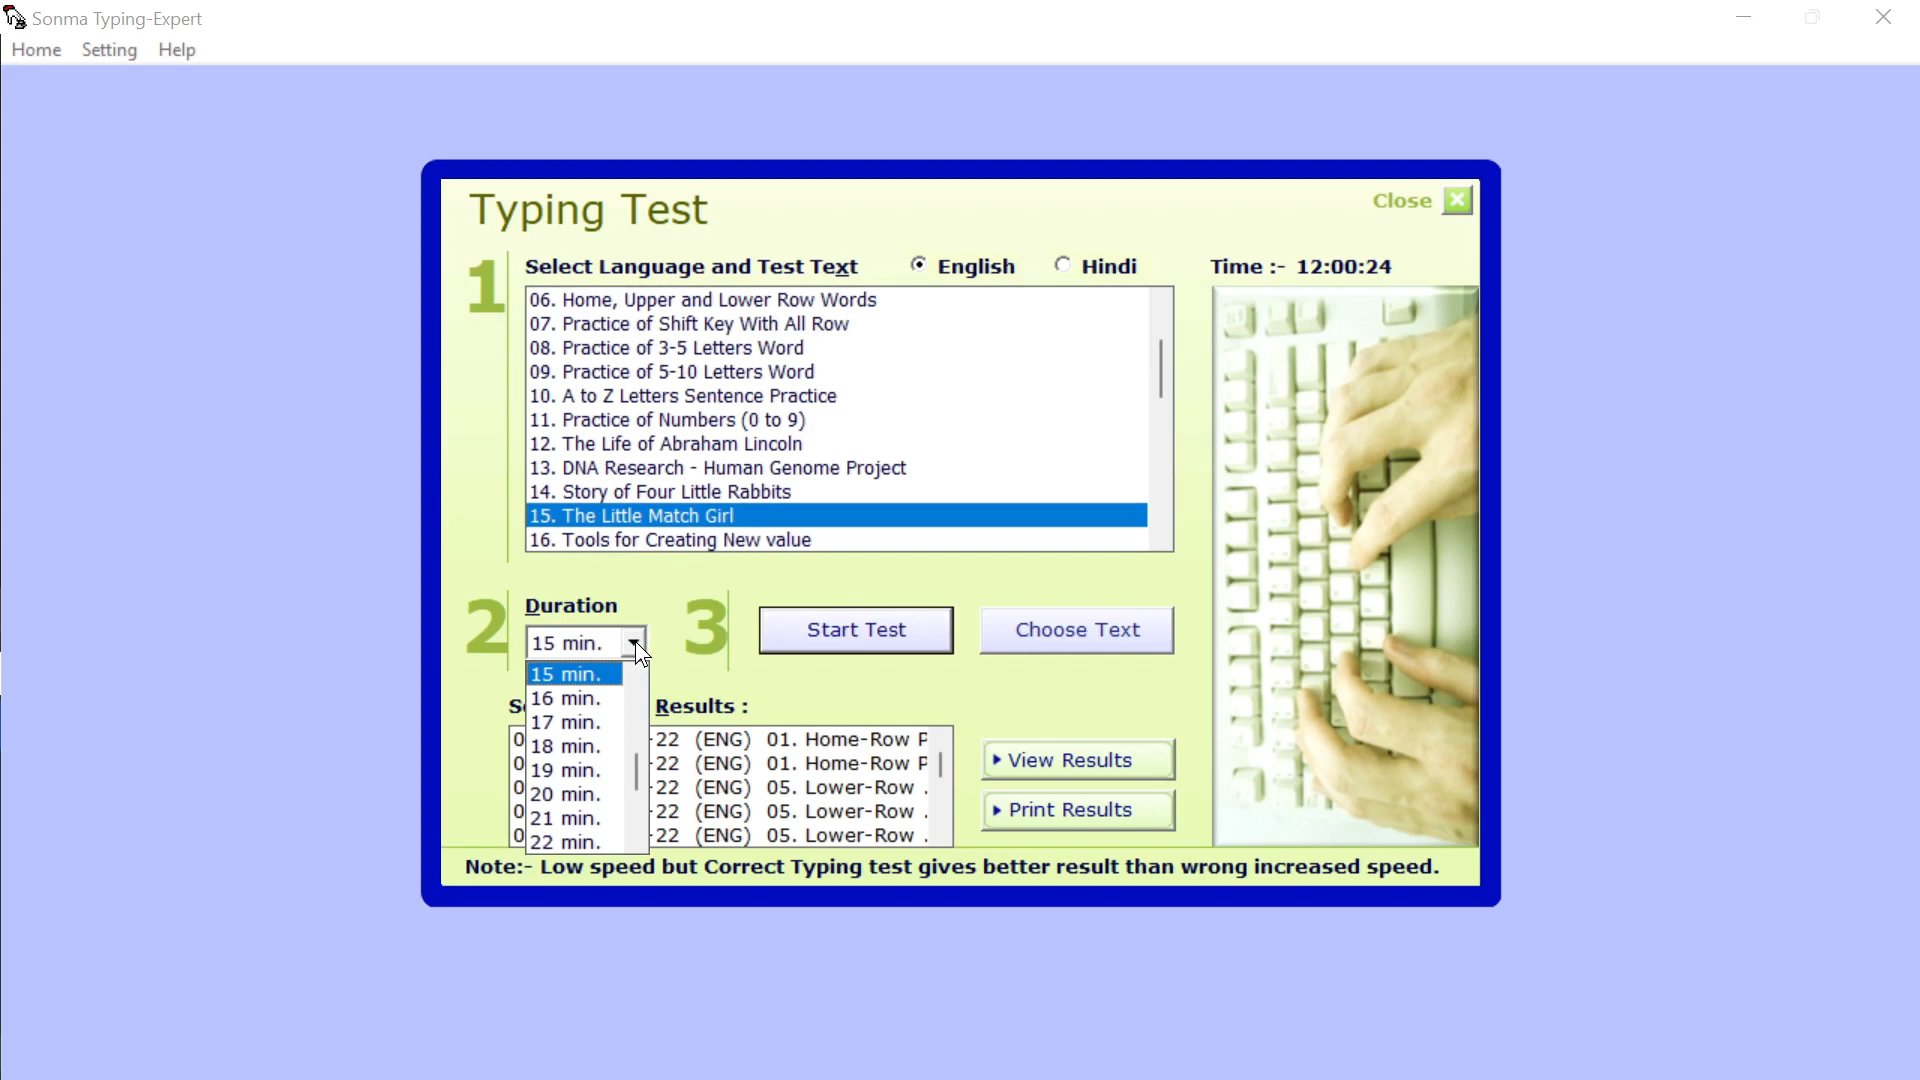 Sonma Typing-Expert
Home Setting Help
Typing Test
Close
1
Select Language and Test Text
English
Hindi
Time :- 12:00:24
06. Home, Upper and Lower Row Words
07. Practice of Shift Key With All Row
08. Practice of 3-5 Letters Word
09. Practice of 5-10 Letters Word
10. A to Z Letters Sentence Practice
11. Practice of Numbers (0 to 9)
12. The Life of Abraham Lincoln
13. DNA Research - Human Genome Project
14. Story of Four Little Rabbits
15. The Little Match Girl
16. Tools for Creating New value
2
Duration
15 min.
3
Start Test
Choose Text
15 min.
16 min.
17 min.
18 min.
19 min.
20 min.
21 min.
22 min.
Results :
-22 (ENG) 01. Home-Row P
-22 (ENG) 01. Home-Row P
-22 (ENG) 05. Lower-Row .
-22 (ENG) 05. Lower-Row .
-22 (ENG) 05. Lower-Row .
View Results
Print Results
Note:- Low speed but Correct Typing test gives better result than wrong increased speed.